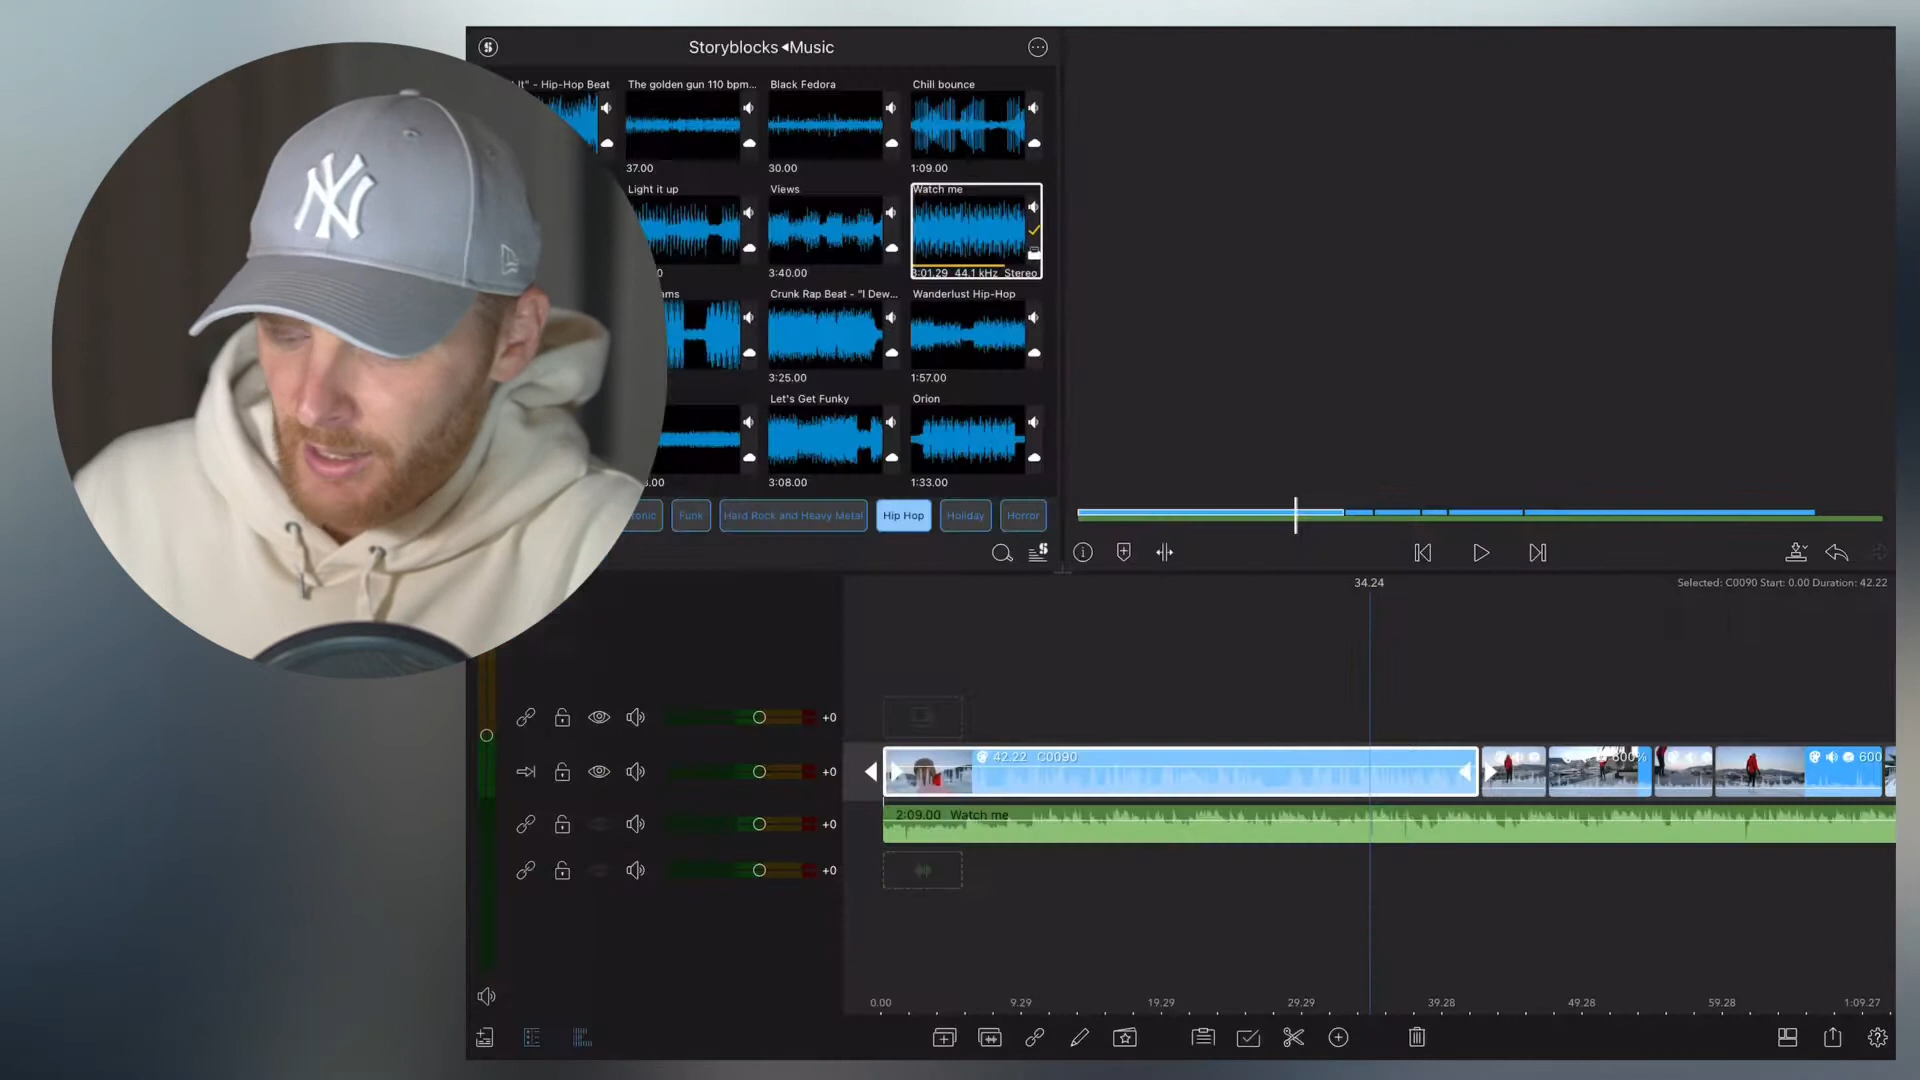 Storyblocks ◂Music
It" - Hip-Hop Beat
The golden gun 110 bpm...
Black Fedora
Chill bounce
37.00
30.00
1:09.00
Light it up
Views
Watch me
3:40.00
3:01.29 44.1 kHz Stereo
Crunk Rap Beat - "I Dew...
Wanderlust Hip-Hop
3:25.00
1:57.00
Let's Get Funky
Orion
3:08.00
1:33.00
Funk
Hard Rock and Heavy Metal
Hip Hop
Holiday
Horror
34.24
Selected: C0090 Start: 0.00 Duration: 42.22
+0
42.22 C0090
600%
600
+0
2:09.00 Watch me
+0
+0
0.00
9.29
19.29
29.29
39.28
49.28
59.28
1:09.27
NY